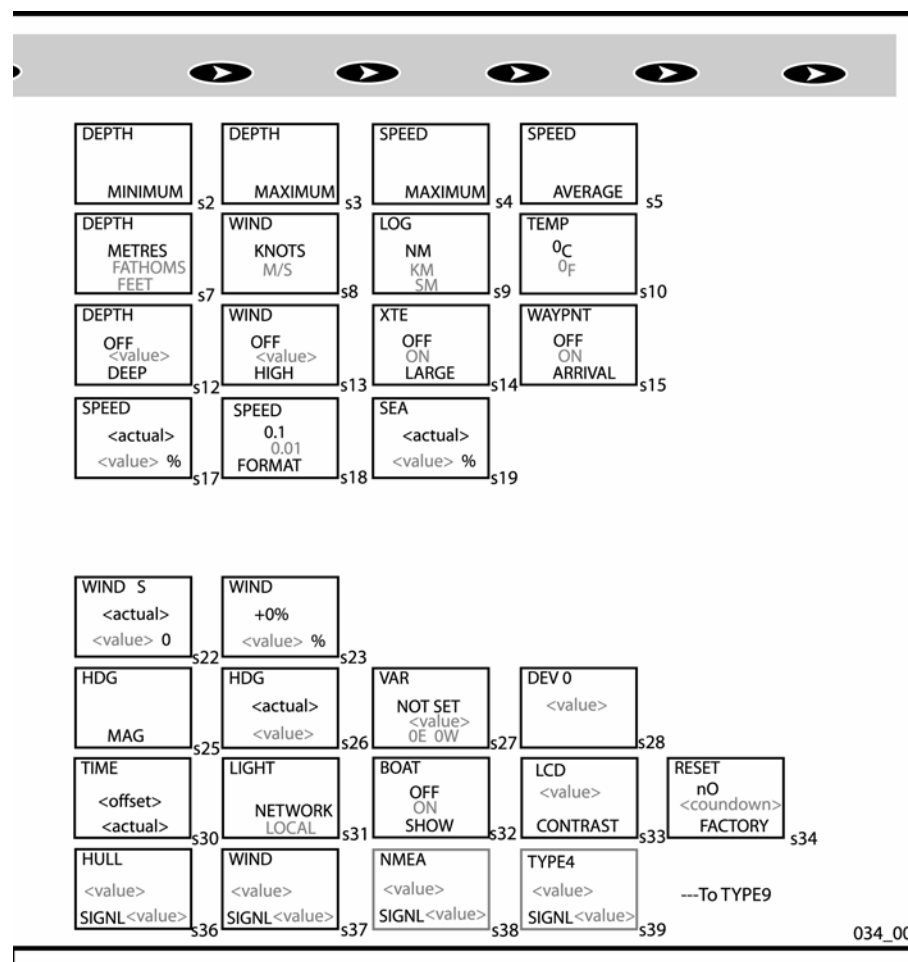 DEPTH
MINIMUM
s2
DEPTH
MAXIMUM
s3
SPEED
MAXIMUM
s4
SPEED
AVERAGE
s5
DEPTH
METRES
FATHOMS
FEET
s7
WIND
KNOTS
M/S
s8
LOG
NM
KM
SM
s9
TEMP
⁰C
⁰F
s10
DEPTH
OFF
<value>
DEEP
s12
WIND
OFF
<value>
HIGH
s13
XTE
OFF
ON
LARGE
s14
WAYPNT
OFF
ON
ARRIVAL
s15
SPEED
<actual>
<value> %
s17
SPEED
0.1
0.01
FORMAT
s18
SEA
<actual>
<value> %
s19
WIND S
<actual>
<value> 0
s22
WIND
+0%
<value> %
s23
HDG
MAG
s25
HDG
<actual>
<value>
s26
VAR
NOT SET
<value>
0E 0W
s27
DEV 0
<value>
s28
TIME
<offset>
<actual>
s30
LIGHT
NETWORK
LOCAL
s31
BOAT
OFF
ON
SHOW
s32
LCD
<value>
CONTRAST
s33
RESET
nO
<coundown>
FACTORY
s34
HULL
<value>
SIGNL<value>
s36
WIND
<value>
SIGNL<value>
s37
NMEA
<value>
SIGNL<value>
s38
TYPE4
<value>
SIGNL<value>
s39
---To TYPE9
034_00